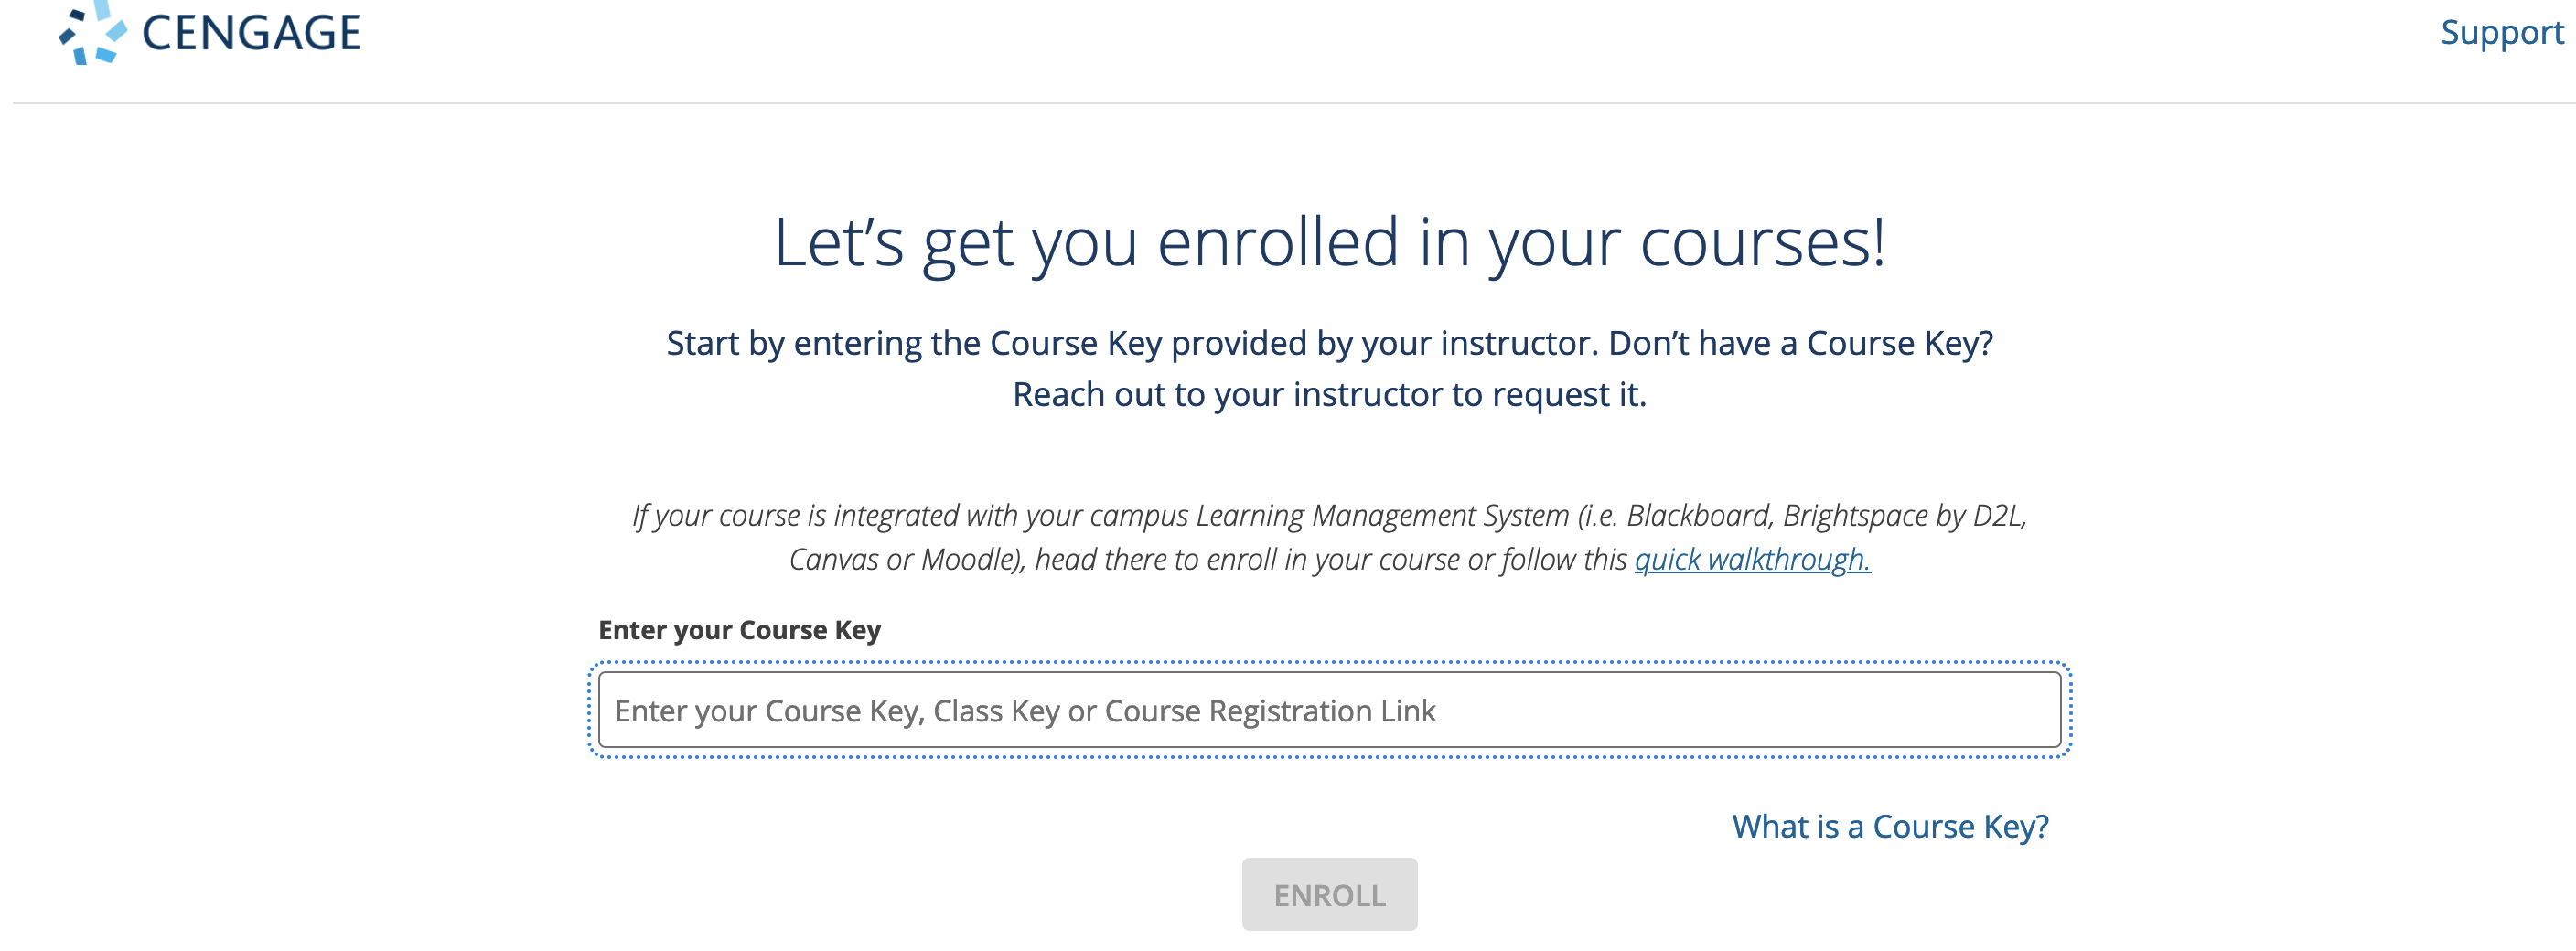 CENGAGE
Support
Let’s get you enrolled in your courses!
Start by entering the Course Key provided by your instructor. Don’t have a Course Key?
Reach out to your instructor to request it.
If your course is integrated with your campus Learning Management System (i.e. Blackboard, Brightspace by D2L,
Canvas or Moodle), head there to enroll in your course or follow this quick walkthrough.
Enter your Course Key
Enter your Course Key, Class Key or Course Registration Link
What is a Course Key?
ENROLL